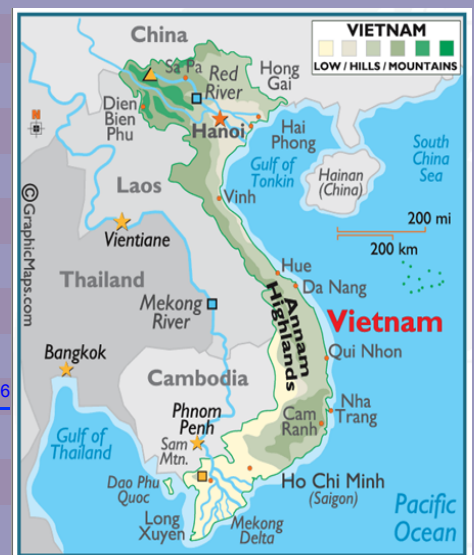 China
VIETNAM
LOW / HILLS / MOUNTAINS
Sa Pa
Red
River
Hong
Gai
Dien
Bien
Phu
Hanoi
Hai
Phong
South
China
Sea
Gulf of
Tonkin
Hainan
(China)
N
Laos
Vinh
©GraphicMaps.com
Vientiane
200 mi
200 km
Thailand
Hue
Da Nang
Mekong
River
Annam
Highlands
Vietnam
Bangkok
Qui Nhon
6
Cambodia
Phnom
Penh
Nha
Trang
Cam
Ranh
Gulf of
Thailand
Sam
Mtn.
Dao Phu
Quoc
Ho Chi Minh
(Saigon)
Long
Xuyen
Mekong
Delta
Pacific
Ocean